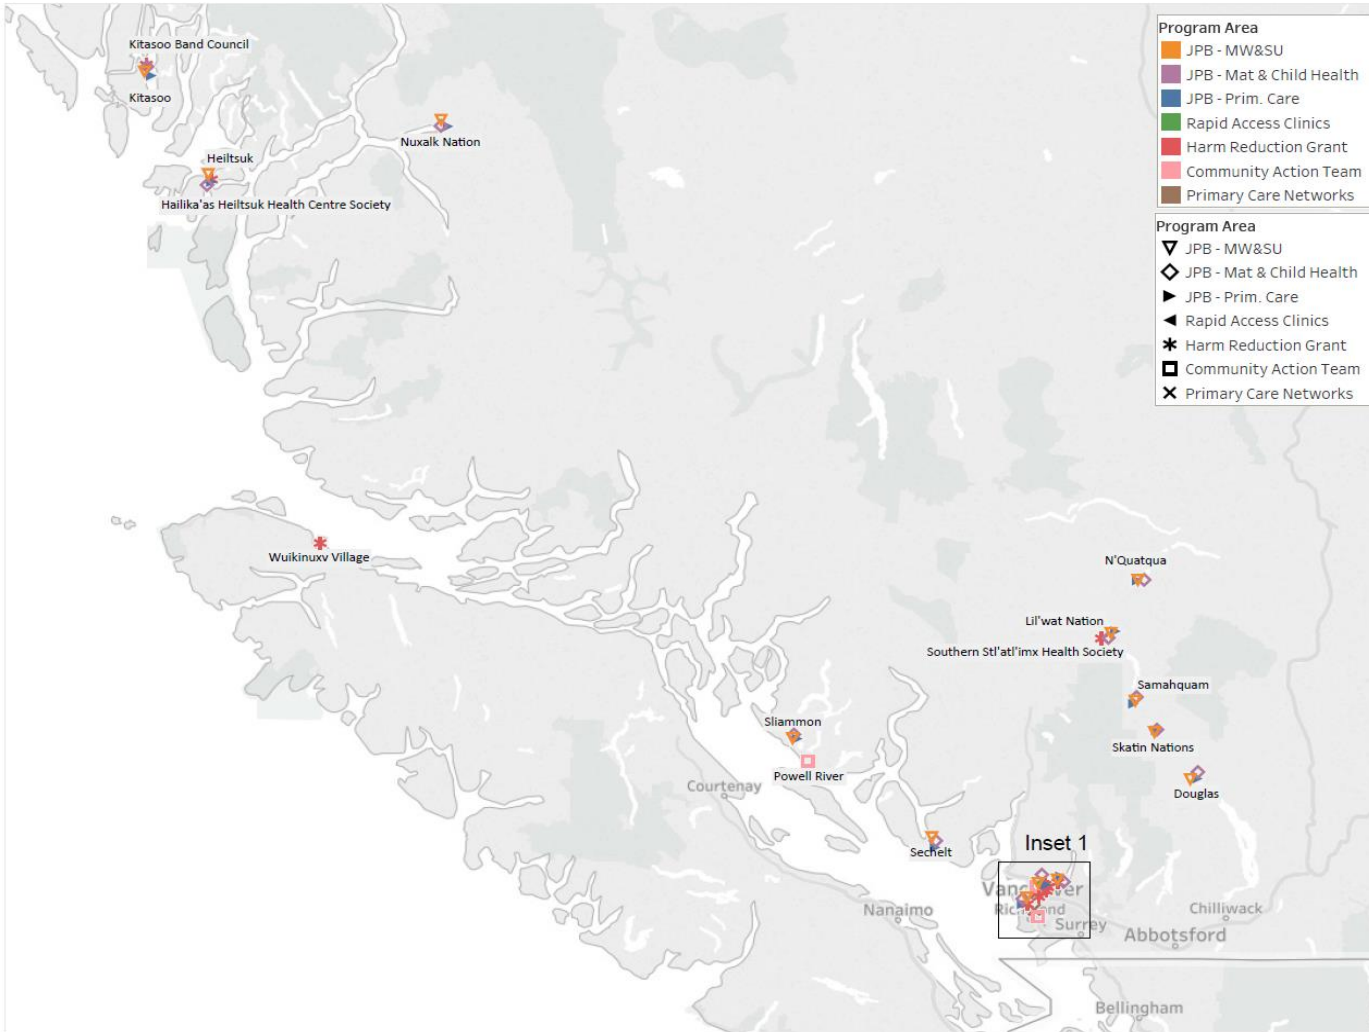 Kitasoo Band Council
Kitasoo
Nuxalk Nation
Heiltsuk
Hailika'as Heiltsuk Health Centre Society
Program Area
JPB - MW&SU
JPB - Mat & Child Health
JPB - Prim. Care
Rapid Access Clinics
Harm Reduction Grant
Community Action Team
Primary Care Networks
Program Area
JPB - MW&SU
JPB - Mat & Child Health
JPB - Prim. Care
Rapid Access Clinics
Harm Reduction Grant
Community Action Team
Primary Care Networks
Wuikinuxv Village
N'Quatqua
Lil'wat Nation
Southern Stl'atl'imx Health Society
Samahquam
Skatin Nations
Douglas
Sliammon
Powell River
Courtenay
Sechelt
Inset 1
Vancouver
Richmond
Surrey
Nanaimo
Chilliwack
Abbotsford
Bellingham